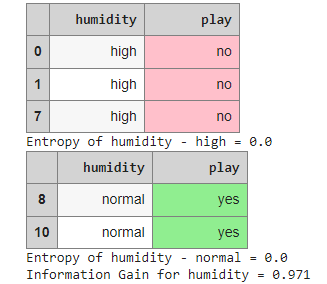 humidity play
0 high no
1 high no
7 high no
Entropy of humidity - high = 0.0
humidity play
8 normal yes
10 normal yes
Entropy of humidity - normal = 0.0
Information Gain for humidity = 0.971